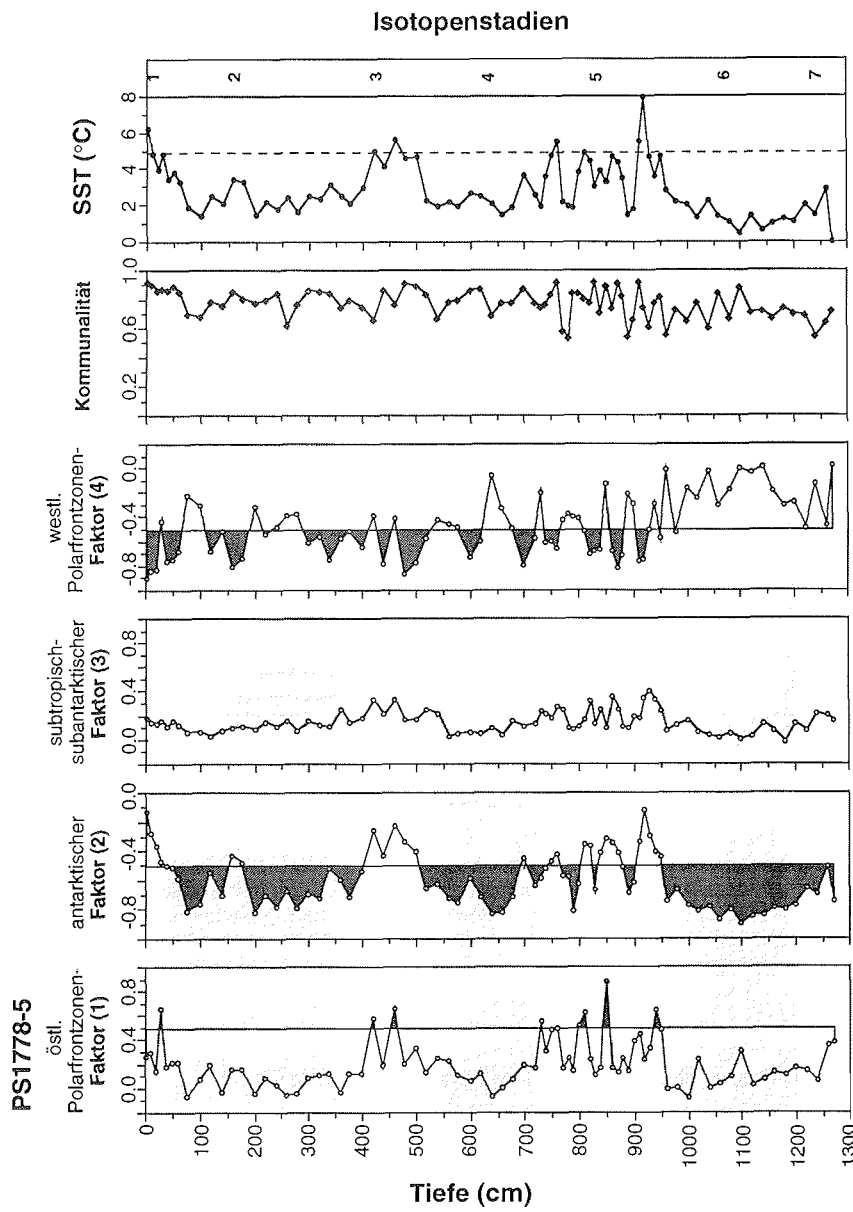 Isotopenstadien
1 2 3 4 5 6 7
SST (°C)
0 2 4 6 8
Kommunalität
0.2 0.6 1.0
westl.
Polarfrontzonen-
Faktor (4)
-0.8 -0.4 0.0
subtropisch-
subantarktischer
Faktor (3)
0.0 0.4 0.8
antarktischer
Faktor (2)
-0.8 -0.4 0.0
PS1778-5
östl.
Polarfrontzonen-
Faktor (1)
0.0 0.4 0.8
0 100 200 300 400 500 600 700 800 900 1000 1100 1200 1300
Tiefe (cm)